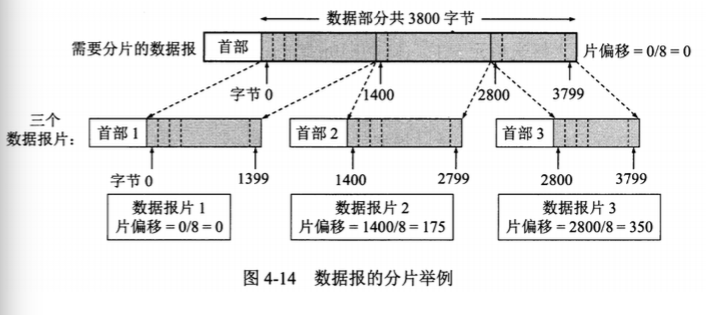 数据部分共 3800 字节
需要分片的数据报
首部
片偏移 = 0/8 = 0
字节 0
1400
2800
3799
三个
数据报片：
首部 1
首部 2
首部 3
字节 0
1399
1400
2799
2800
3799
数据报片 1
片偏移 = 0/8 = 0
数据报片 2
片偏移 = 1400/8 = 175
数据报片 3
片偏移 = 2800/8 = 350
图 4-14 数据报的分片举例